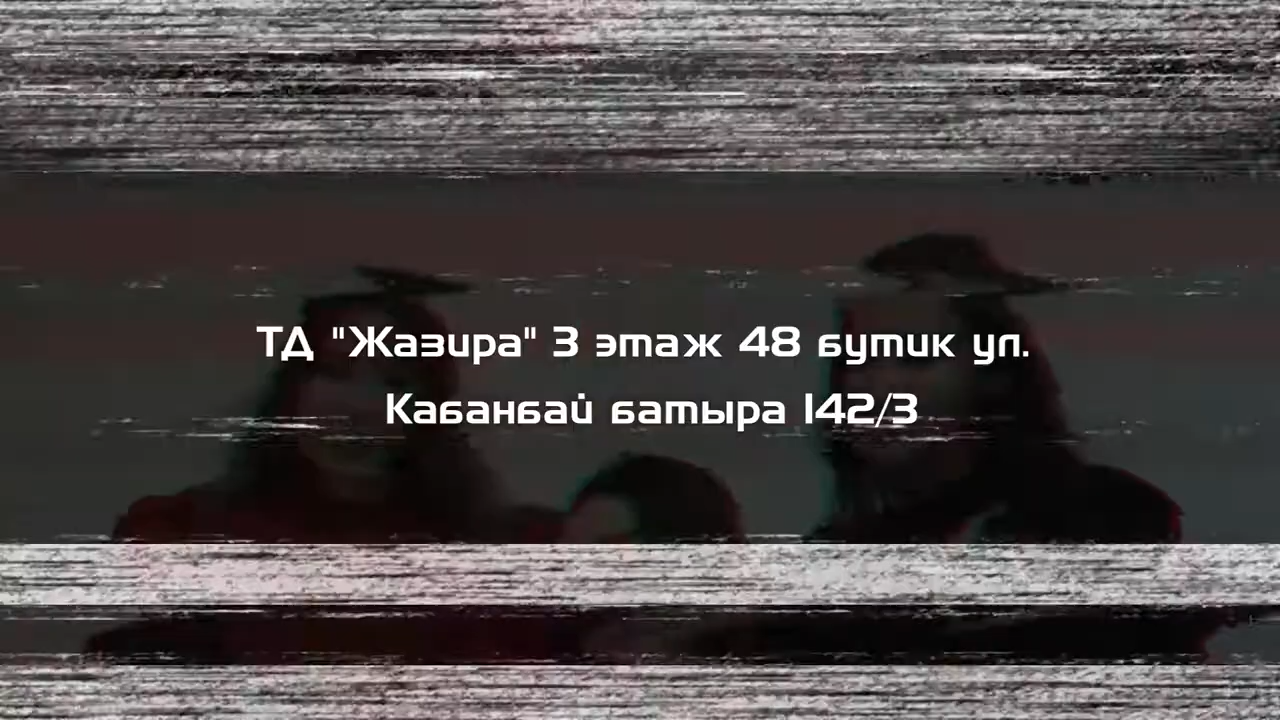 ТД "Жазира" 3 этаж 48 бутик ул.
Кабанбай батыра 142/3